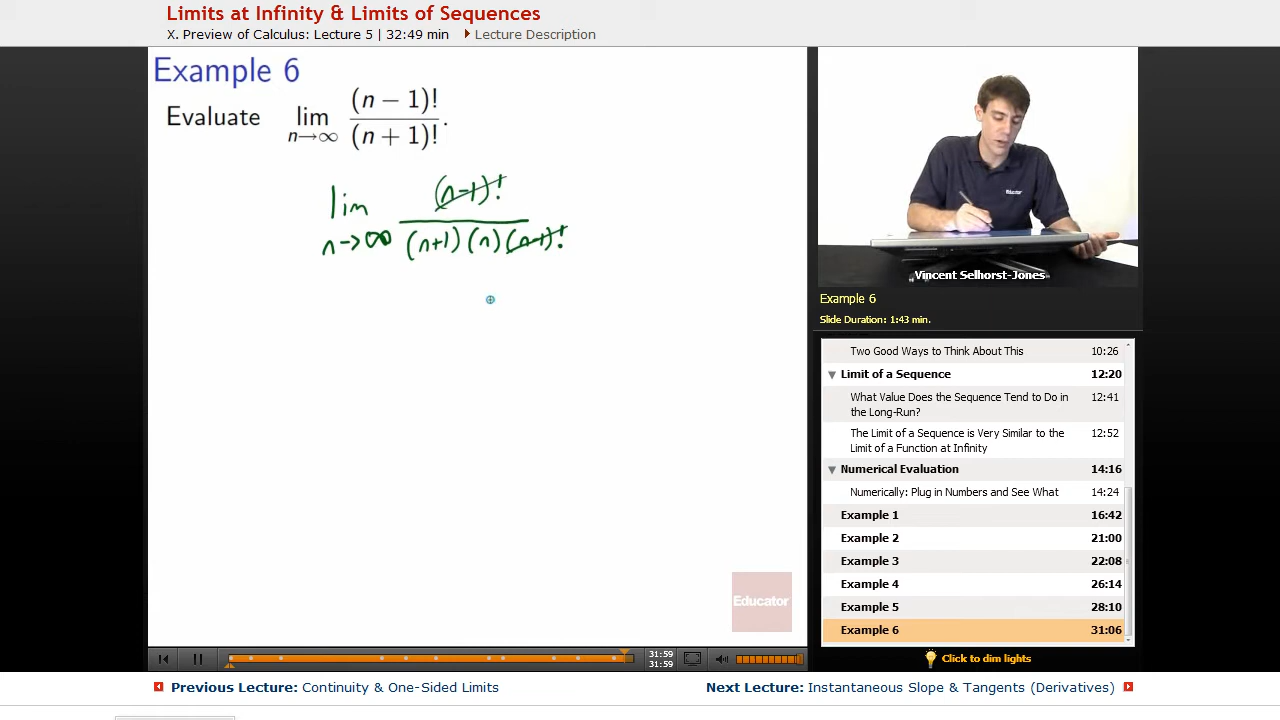 Limits at Infinity & Limits of Sequences
X. Preview of Calculus: Lecture 5 | 32:49 min Lecture Description
Example 6
Evaluate lim n→∞ (n − 1)! / (n + 1)! .
lim n→∞ (n-1)! / (n+1)(n)(n-1)!
Educator
Educator
Vincent Selhorst-Jones
Example 6
Slide Duration: 1:43 min.
Two Good Ways to Think About This 10:26
Limit of a Sequence 12:20
What Value Does the Sequence Tend to Do in 12:41
the Long-Run?
The Limit of a Sequence is Very Similar to the 12:52
Limit of a Function at Infinity
Numerical Evaluation 14:16
Numerically: Plug in Numbers and See What 14:24
Example 1 16:42
Example 2 21:00
Example 3 22:08
Example 4 26:14
Example 5 28:10
Example 6 31:06
31:59
31:59
Click to dim lights
Previous Lecture: Continuity & One-Sided Limits
Next Lecture: Instantaneous Slope & Tangents (Derivatives)